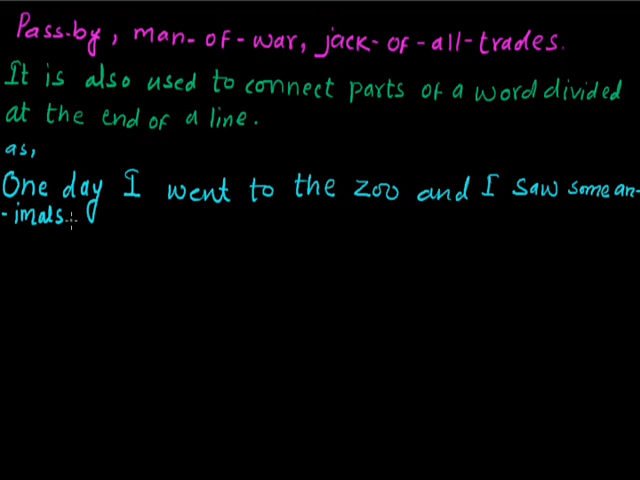 Pass-by, man-of-war, jack-of-all-trades.
It is also used to connect parts of a word divided
at the end of a line.
as,
One day I went to the zoo and I saw some an-
-imals.